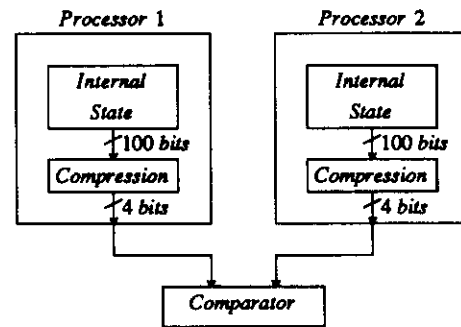 Processor 1
Processor 2
Internal
State
100 bits
Compression
4 bits
Internal
State
100 bits
Compression
4 bits
Comparator